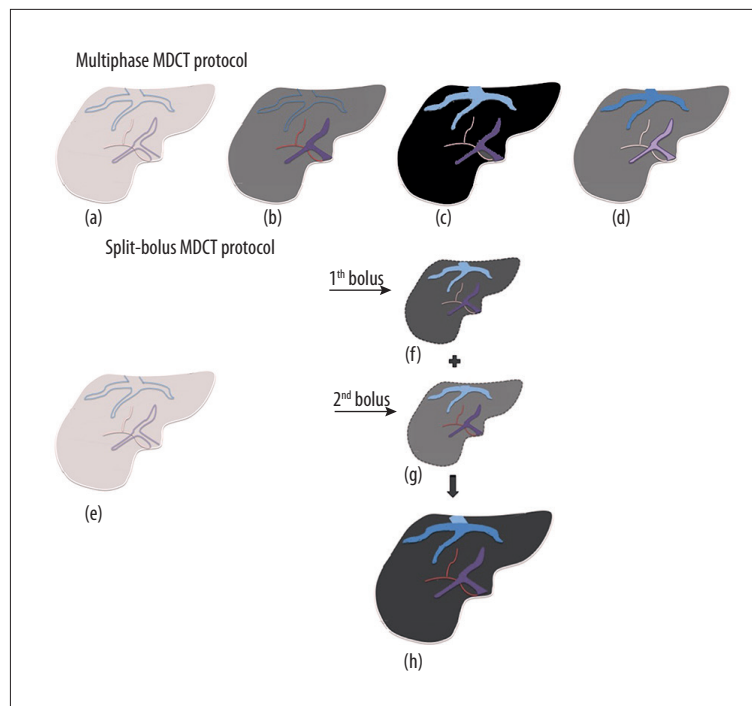 Multiphase MDCT protocol
(a) (b) (c) (d)
Split-bolus MDCT protocol
1th bolus
(f)
+
2nd bolus
(g)
(e)
(h)